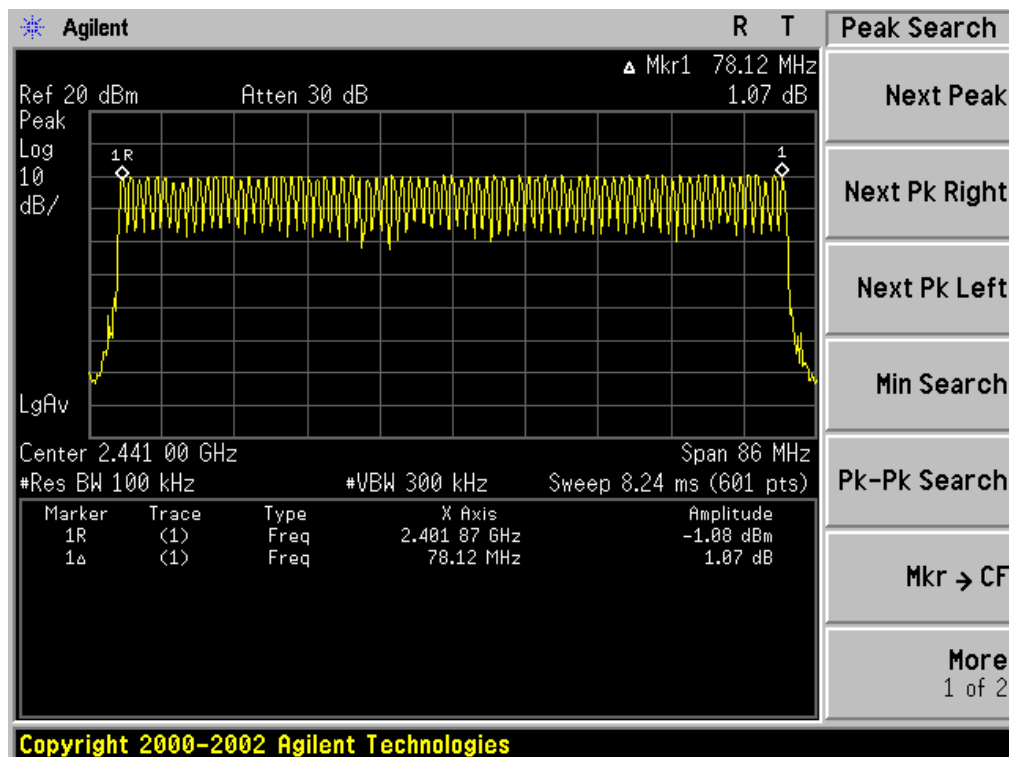 Agilent R T Peak Search
Δ Mkr1 78.12 MHz
Ref 20 dBm Atten 30 dB 1.07 dB
Peak
Log
10
dB/
1R
1
LgAv
Center 2.441 00 GHz Span 86 MHz
#Res BW 100 kHz #VBW 300 kHz Sweep 8.24 ms (601 pts)
Marker Trace Type X Axis Amplitude
1R (1) Freq 2.401 87 GHz -1.08 dBm
1Δ (1) Freq 78.12 MHz 1.07 dB
Next Peak
Next Pk Right
Next Pk Left
Min Search
Pk-Pk Search
Mkr → CF
More
1 of 2
Copyright 2000-2002 Agilent Technologies